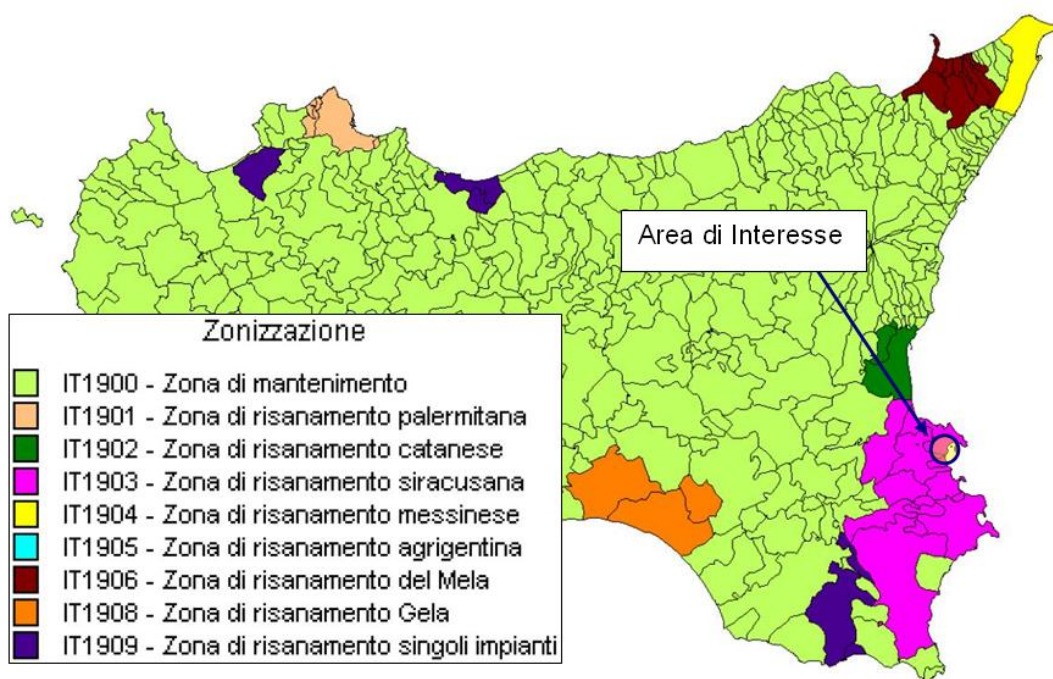 Area di Interesse
Zonizzazione
IT1900 - Zona di mantenimento
IT1901 - Zona di risanamento palermitana
IT1902 - Zona di risanamento catanese
IT1903 - Zona di risanamento siracusana
IT1904 - Zona di risanamento messinese
IT1905 - Zona di risanamento agrigentina
IT1906 - Zona di risanamento del Mela
IT1908 - Zona di risanamento Gela
IT1909 - Zona di risanamento singoli impianti